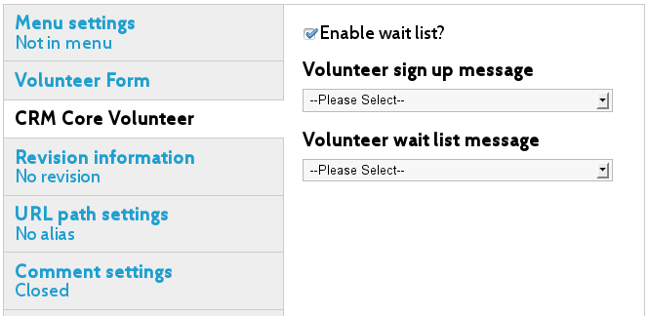 Menu settings
Not in menu
Volunteer Form
CRM Core Volunteer
Revision information
No revision
URL path settings
No alias
Comment settings
Closed
Enable wait list?
Volunteer sign up message
--Please Select--
Volunteer wait list message
--Please Select--